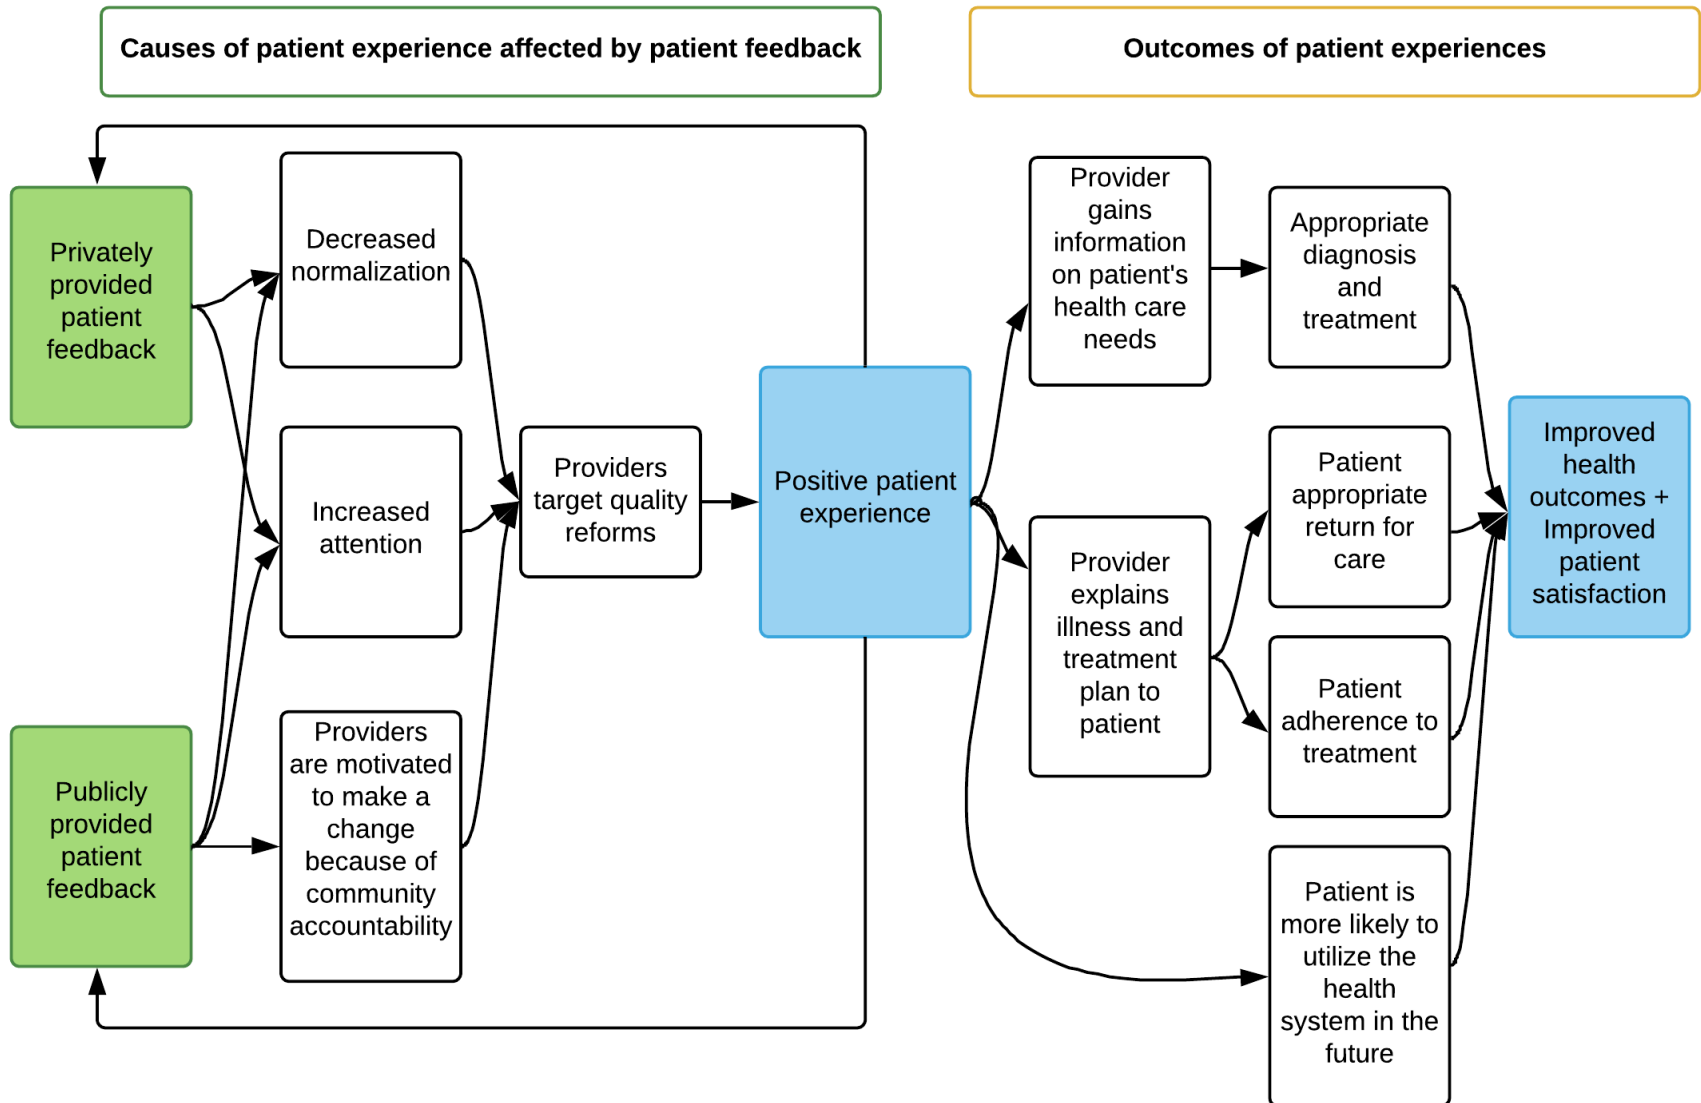 Causes of patient experience affected by patient feedback
Outcomes of patient experiences
Privately
provided
patient
feedback
Publicly
provided
patient
feedback
Decreased
normalization
Increased
attention
Providers
are motivated
to make a
change
because of
community
accountability
Providers
target quality
reforms
Positive patient
experience
Provider
gains
information
on patient's
health care
needs
Provider
explains
illness and
treatment
plan to
patient
Appropriate
diagnosis
and
treatment
Patient
appropriate
return for
care
Patient
adherence to
treatment
Patient is
more likely to
utilize the
health
system in the
future
Improved
health
outcomes +
Improved
patient
satisfaction